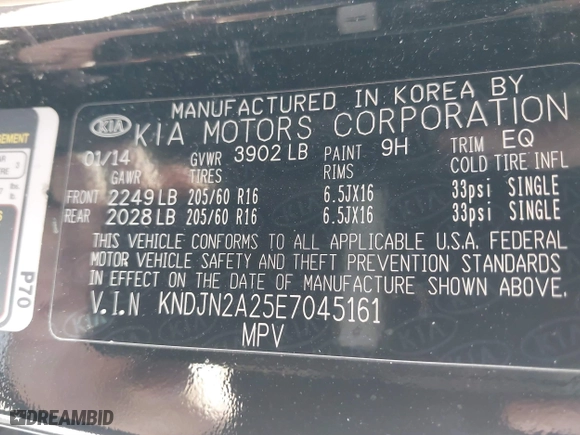 MANUFACTURED IN KOREA BY
KIA KIA MOTORS CORPORATION
01/14 GVWR 3902 LB PAINT 9H TRIM EQ
GAWR TIRES RIMS COLD TIRE INFL
FRONT 2249 LB 205/60 R16 6.5JX16 33psi SINGLE
REAR 2028 LB 205/60 R16 6.5JX16 33psi SINGLE
THIS VEHICLE CONFORMS TO ALL APPLICABLE U.S.A. FEDERAL
MOTOR VEHICLE SAFETY AND THEFT PREVENTION STANDARDS
IN EFFECT ON THE DATE OF MANUFACTURE SHOWN ABOVE.
V.I.N KNDJN2A25E7045161
MPV
P70
DREAMBID